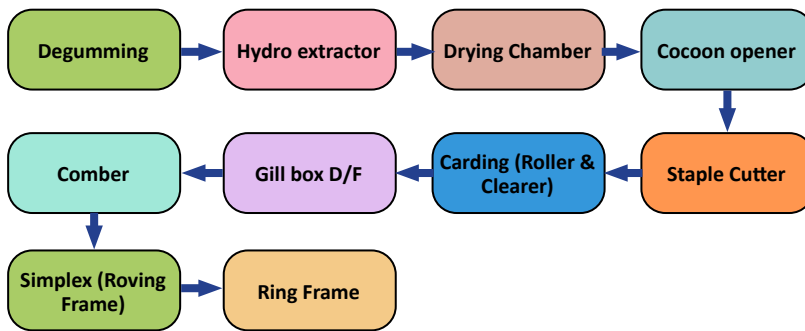 Degumming
Hydro extractor
Drying Chamber
Cocoon opener
Staple Cutter
Carding (Roller &
Clearer)
Gill box D/F
Comber
Simplex (Roving
Frame)
Ring Frame